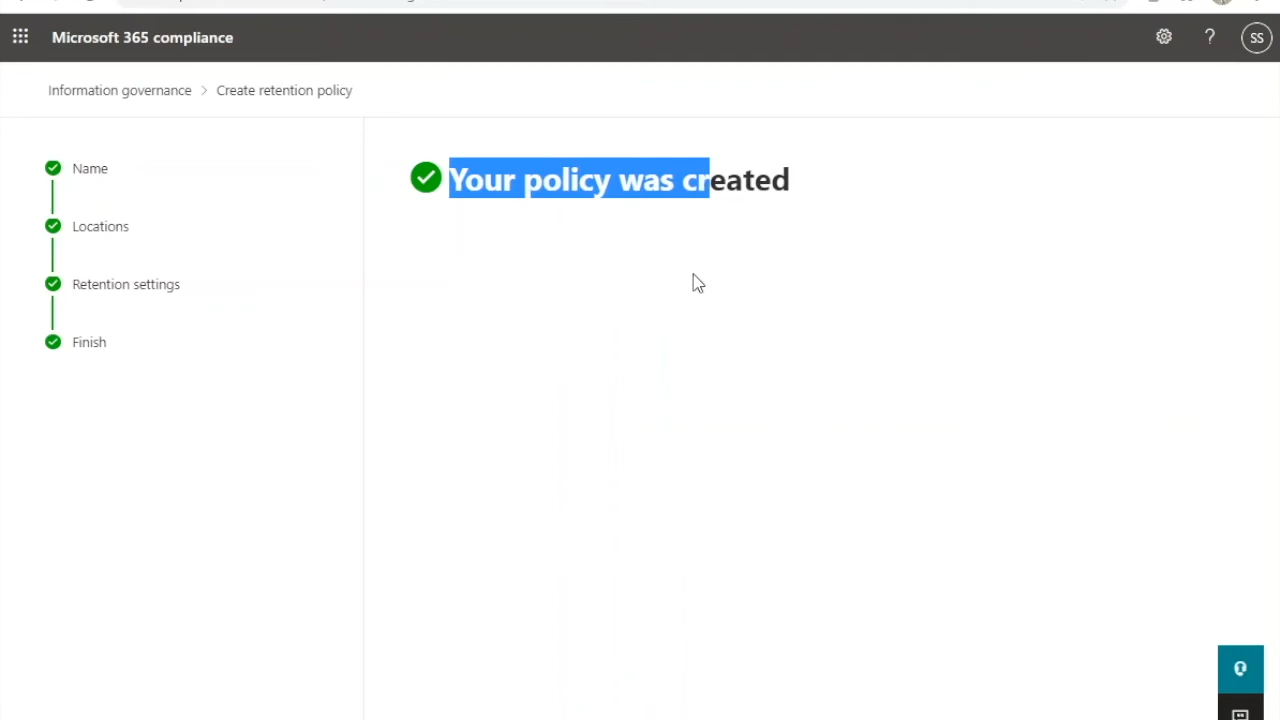 Microsoft 365 compliance
?
SS
Information governance > Create retention policy
Name
Locations
Retention settings
Finish
Your policy was created